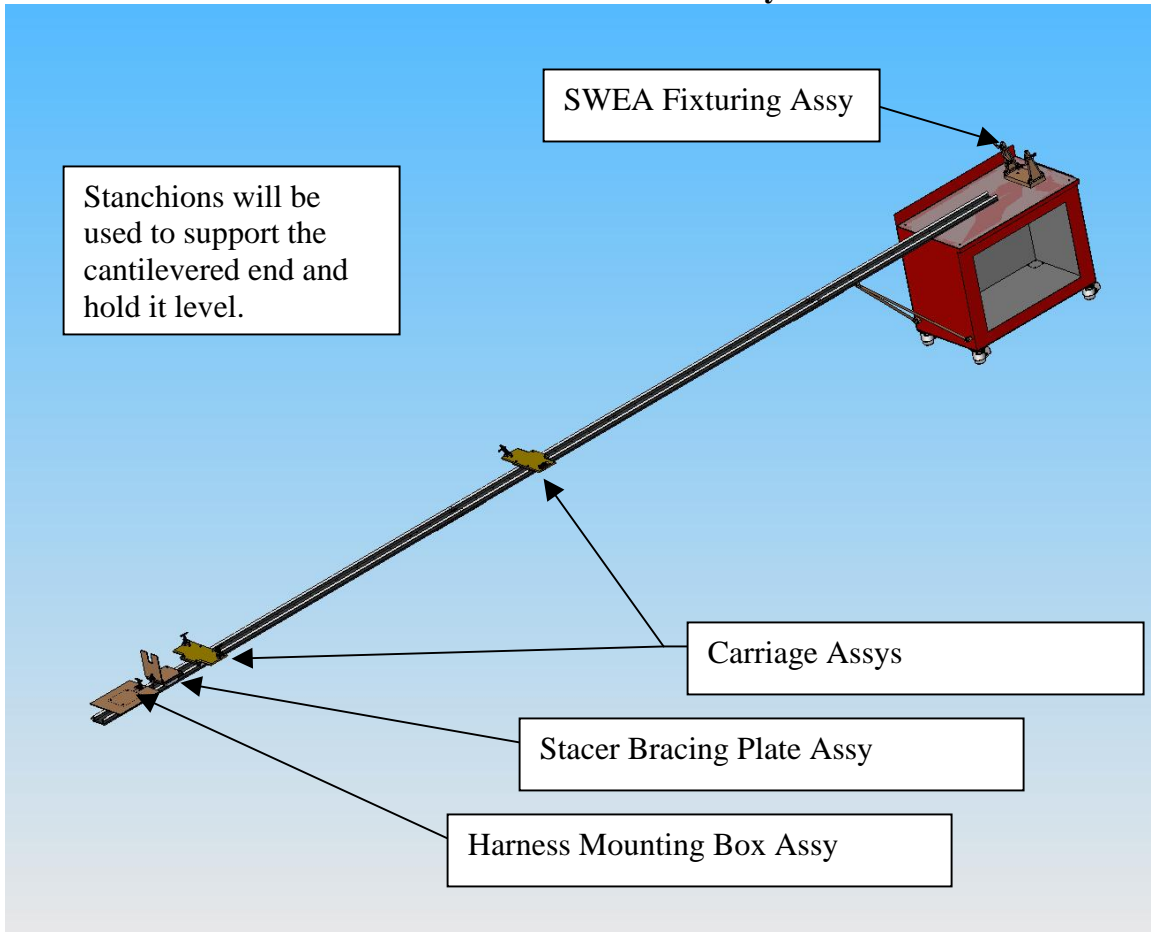 SWEA Fixturing Assy
Stanchions will be
used to support the
cantilevered end and
hold it level.
Carriage Assys
Stacer Bracing Plate Assy
Harness Mounting Box Assy